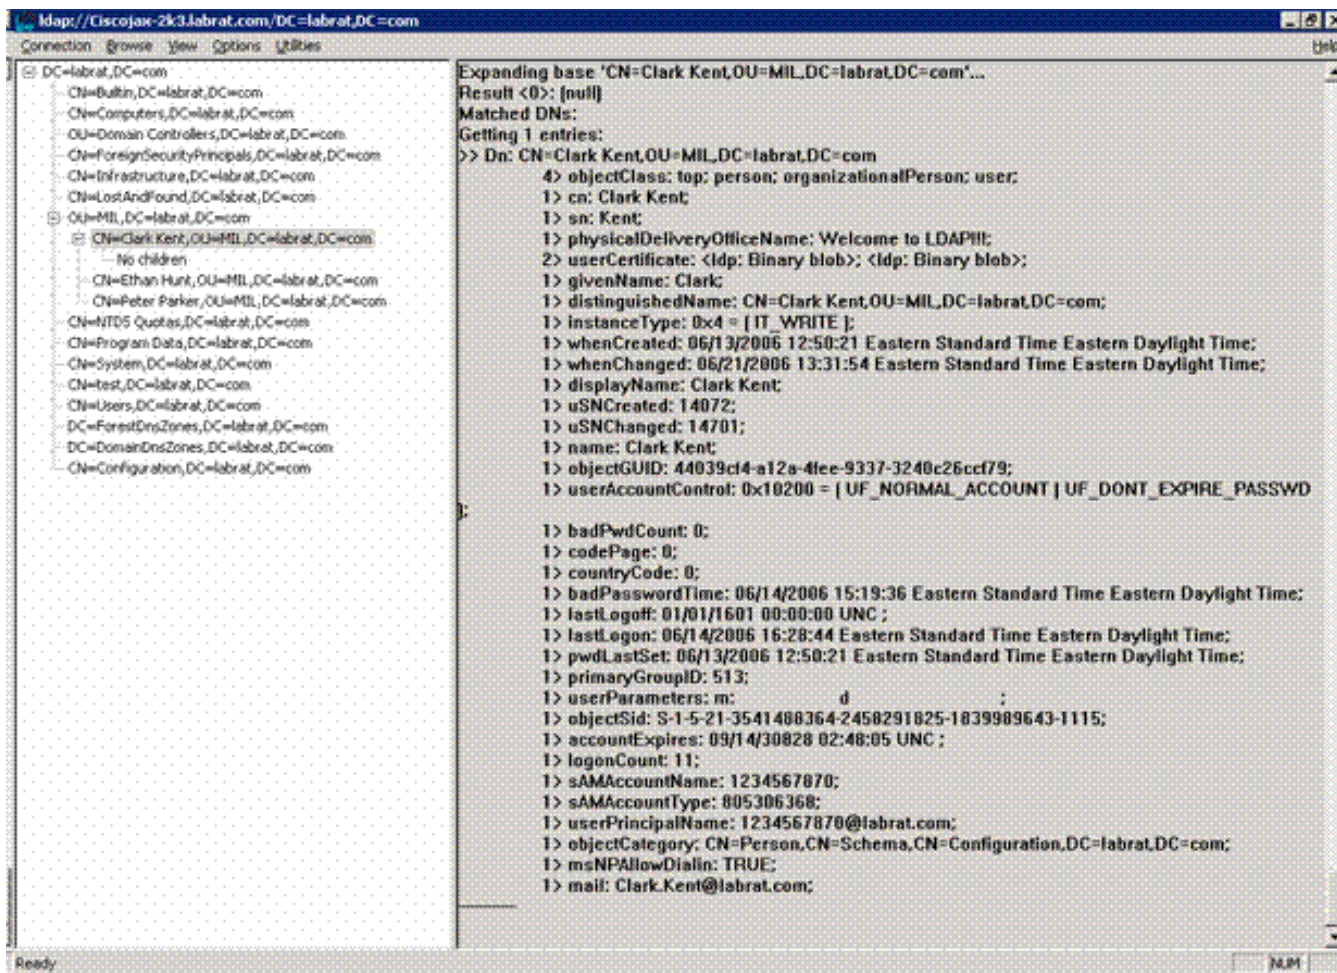 ldap://Ciscojax-2k3.labrat.com/DC=labrat,DC=com
Connection Browse View Options Utilities Help
DC=labrat,DC=com
CN=Builtin,DC=labrat,DC=com
CN=Computers,DC=labrat,DC=com
OU=Domain Controllers,DC=labrat,DC=com
CN=ForeignSecurityPrincipals,DC=labrat,DC=com
CN=Infrastructure,DC=labrat,DC=com
CN=LostAndFound,DC=labrat,DC=com
OU=MIL,DC=labrat,DC=com
CN=Clark Kent,OU=MIL,DC=labrat,DC=com
No children
CN=Ethan Hunt,OU=MIL,DC=labrat,DC=com
CN=Peter Parker,OU=MIL,DC=labrat,DC=com
CN=NTDS Quotas,DC=labrat,DC=com
CN=Program Data,DC=labrat,DC=com
CN=System,DC=labrat,DC=com
CN=test,DC=labrat,DC=com
CN=Users,DC=labrat,DC=com
DC=ForestDnsZones,DC=labrat,DC=com
DC=DomainDnsZones,DC=labrat,DC=com
CN=Configuration,DC=labrat,DC=com
Expanding base 'CN=Clark Kent,OU=MIL,DC=labrat,DC=com'...
Result <0>: (null)
Matched DNs:
Getting 1 entries:
>> Dn: CN=Clark Kent,OU=MIL,DC=labrat,DC=com
4> objectClass: top; person; organizationalPerson; user;
1> cn: Clark Kent;
1> sn: Kent;
1> physicalDeliveryOfficeName: Welcome to LDAP!!!;
2> userCertificate: <ldp: Binary blob>; <ldp: Binary blob>;
1> givenName: Clark;
1> distinguishedName: CN=Clark Kent,OU=MIL,DC=labrat,DC=com;
1> instanceType: 0x4 = ( IT_WRITE );
1> whenCreated: 06/13/2006 12:50:21 Eastern Standard Time Eastern Daylight Time;
1> whenChanged: 06/21/2006 13:31:54 Eastern Standard Time Eastern Daylight Time;
1> displayName: Clark Kent;
1> uSNCreated: 14072;
1> uSNChanged: 14701;
1> name: Clark Kent;
1> objectGUID: 44039cf4-a12a-4fee-9337-3240c26ccf79;
1> userAccountControl: 0x10200 = ( UF_NORMAL_ACCOUNT | UF_DONT_EXPIRE_PASSWD
);
1> badPwdCount: 0;
1> codePage: 0;
1> countryCode: 0;
1> badPasswordTime: 06/14/2006 15:19:36 Eastern Standard Time Eastern Daylight Time;
1> lastLogoff: 01/01/1601 00:00:00 UNC ;
1> lastLogon: 06/14/2006 16:28:44 Eastern Standard Time Eastern Daylight Time;
1> pwdLastSet: 06/13/2006 12:50:21 Eastern Standard Time Eastern Daylight Time;
1> primaryGroupID: 513;
1> userParameters: m: d ;
1> objectSid: S-1-5-21-3541488364-2458291825-1839989643-1115;
1> accountExpires: 09/14/30828 02:48:05 UNC ;
1> logonCount: 11;
1> sAMAccountName: 1234567870;
1> sAMAccountType: 805306368;
1> userPrincipalName: 1234567870@labrat.com;
1> objectCategory: CN=Person,CN=Schema,CN=Configuration,DC=labrat,DC=com;
1> msNPAllowDialin: TRUE;
1> mail: Clark.Kent@labrat.com;
Ready NUM